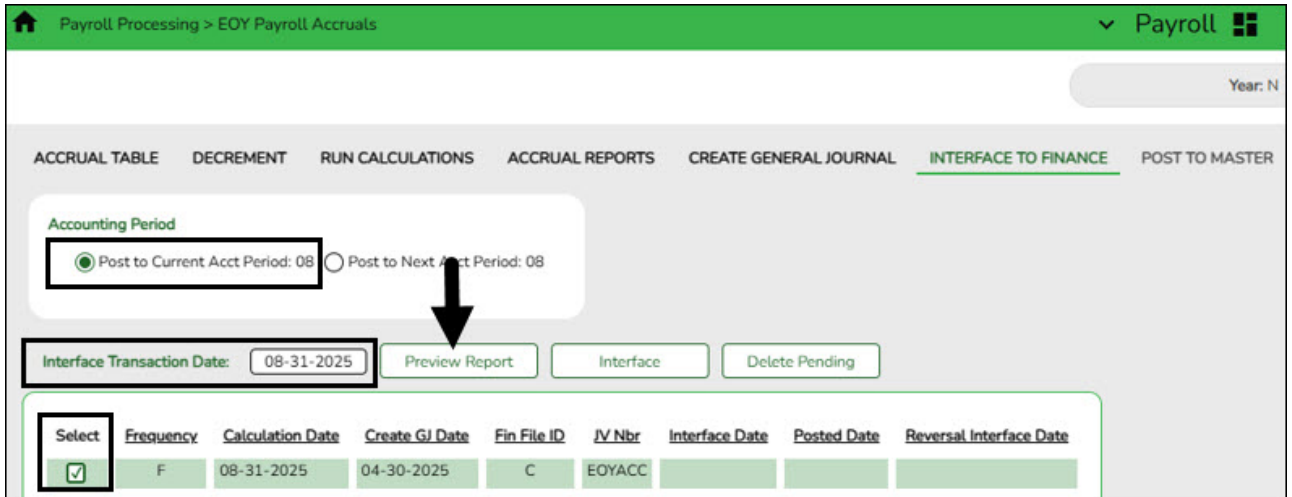 Payroll Processing > EOY Payroll Accruals
Payroll
Year: N
ACCRUAL TABLE DECREMENT RUN CALCULATIONS ACCRUAL REPORTS CREATE GENERAL JOURNAL INTERFACE TO FINANCE POST TO MASTER
Accounting Period
Post to Current Acct Period: 08 Post to Next Acct Period: 08
Interface Transaction Date: 08-31-2025 Preview Report Interface Delete Pending
Select Frequency Calculation Date Create GJ Date Fin File ID JV Nbr Interface Date Posted Date Reversal Interface Date
F 08-31-2025 04-30-2025 C EOYACC